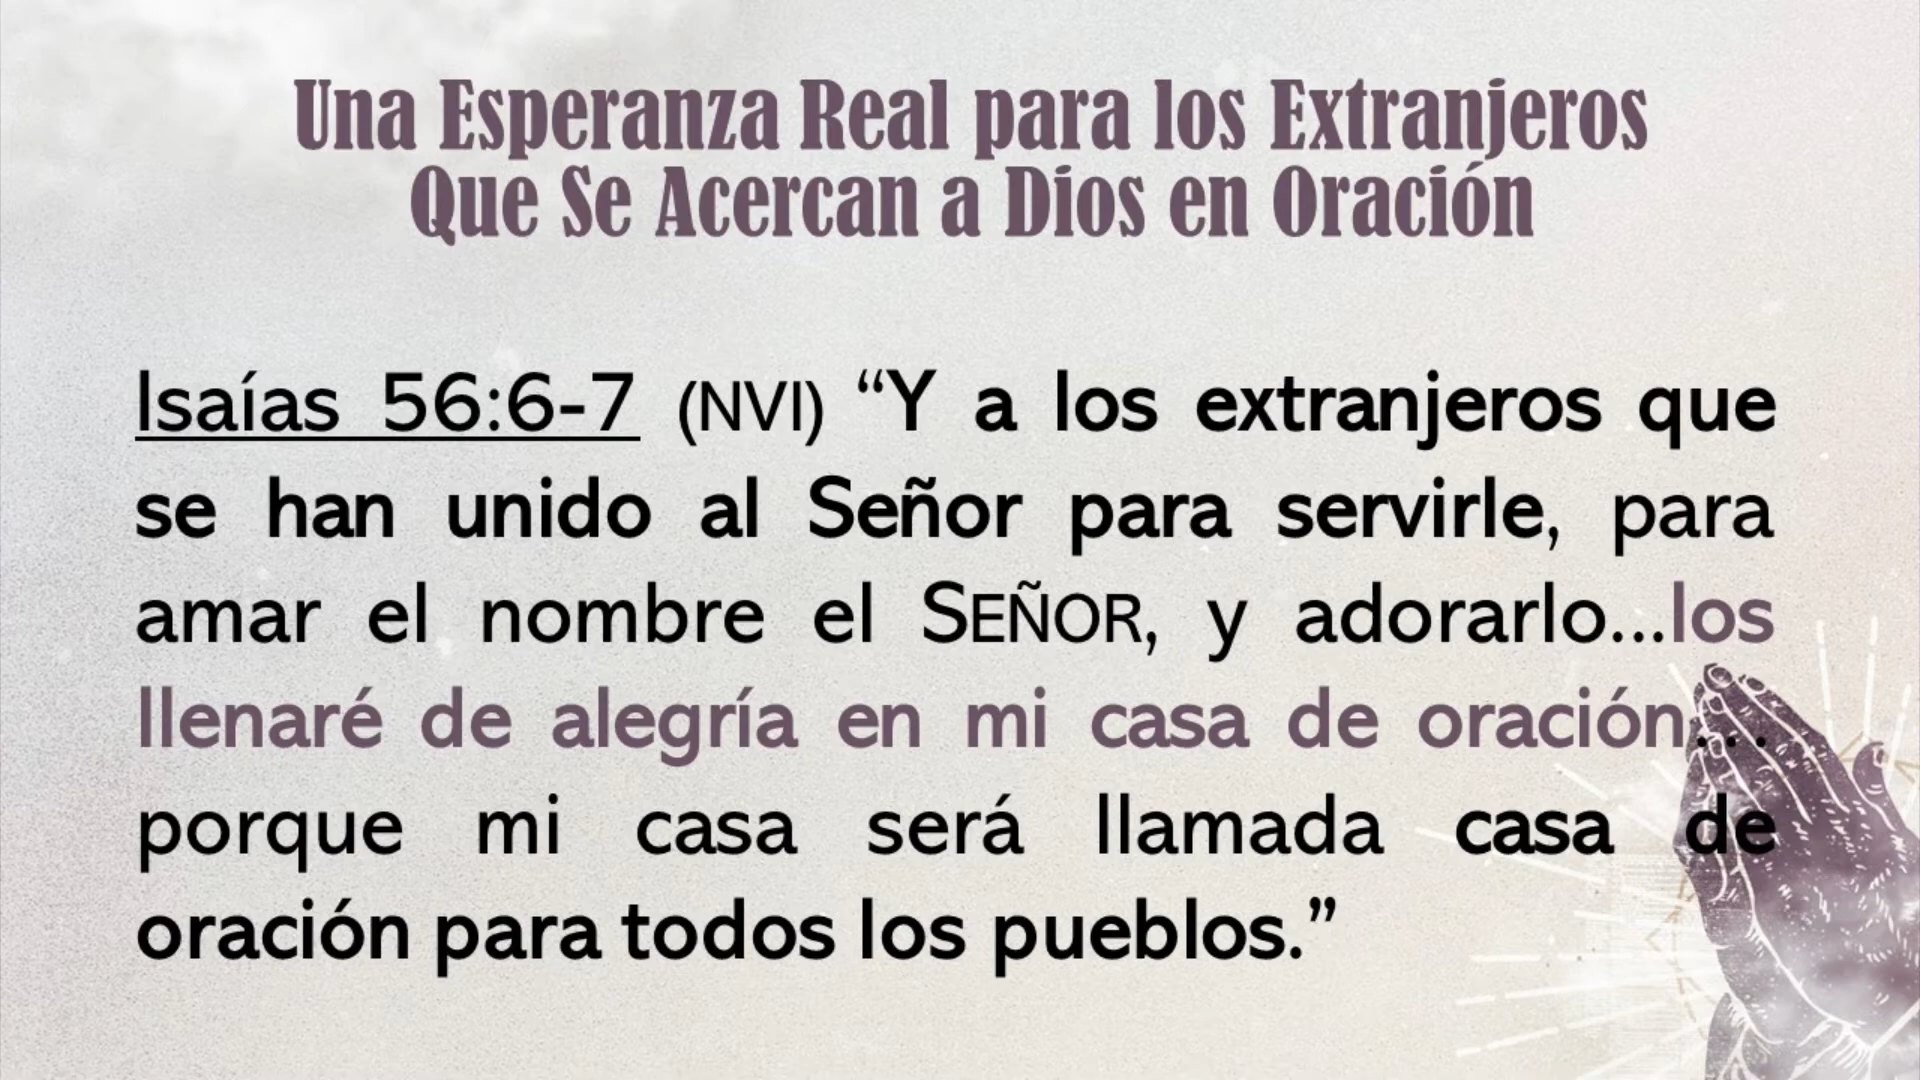 Una Esperanza Real para los Extranjeros
Que Se Acercan a Dios en Oración
Isaías 56:6-7 (NVI) “Y a los extranjeros que
se han unido al Señor para servirle, para
amar el nombre el SEÑOR, y adorarlo...los
llenaré de alegría en mi casa de oración...
porque mi casa será llamada casa de
oración para todos los pueblos.”